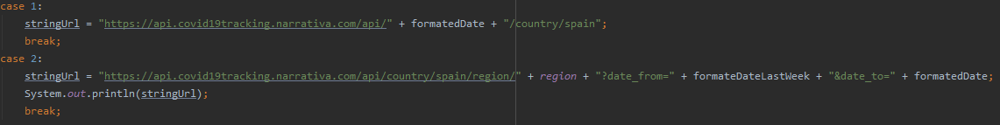 case 1:
stringUrl = "https://api.covid19tracking.narrativa.com/api/" + formatedDate + "/country/spain";
break;
case 2:
stringUrl = "https://api.covid19tracking.narrativa.com/api/country/spain/region/" + region + "?date_from=" + formateDateLastWeek + "&date_to=" + formatedDate;
System.out.println(stringUrl);
break;